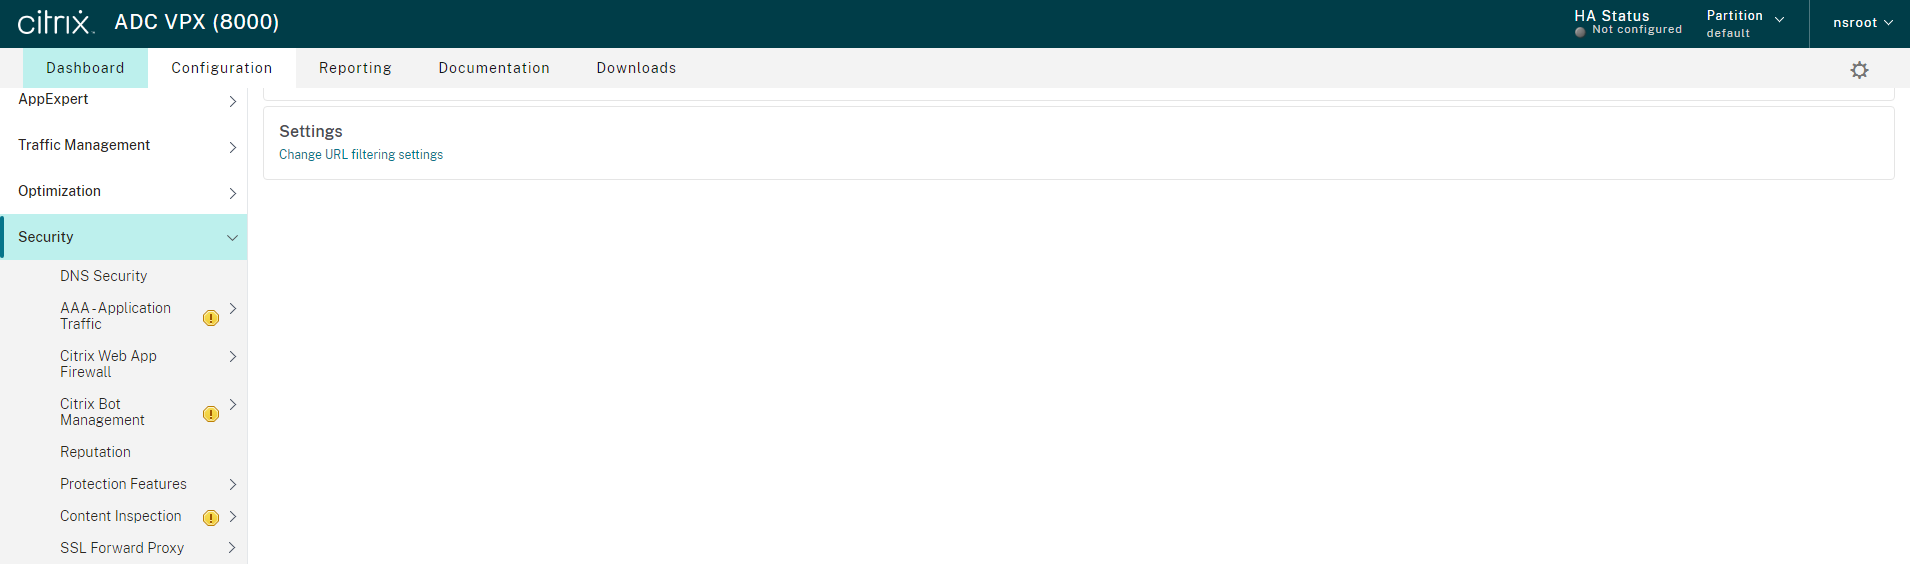 citrix ADC VPX (8000)
HA Status
Not configured
Partition
default
nsroot
Dashboard Configuration Reporting Documentation Downloads
AppExpert
Traffic Management
Optimization
Security
DNS Security
AAA - Application
Traffic
Citrix Web App
Firewall
Citrix Bot
Management
Reputation
Protection Features
Content Inspection
SSL Forward Proxy
Settings
Change URL filtering settings